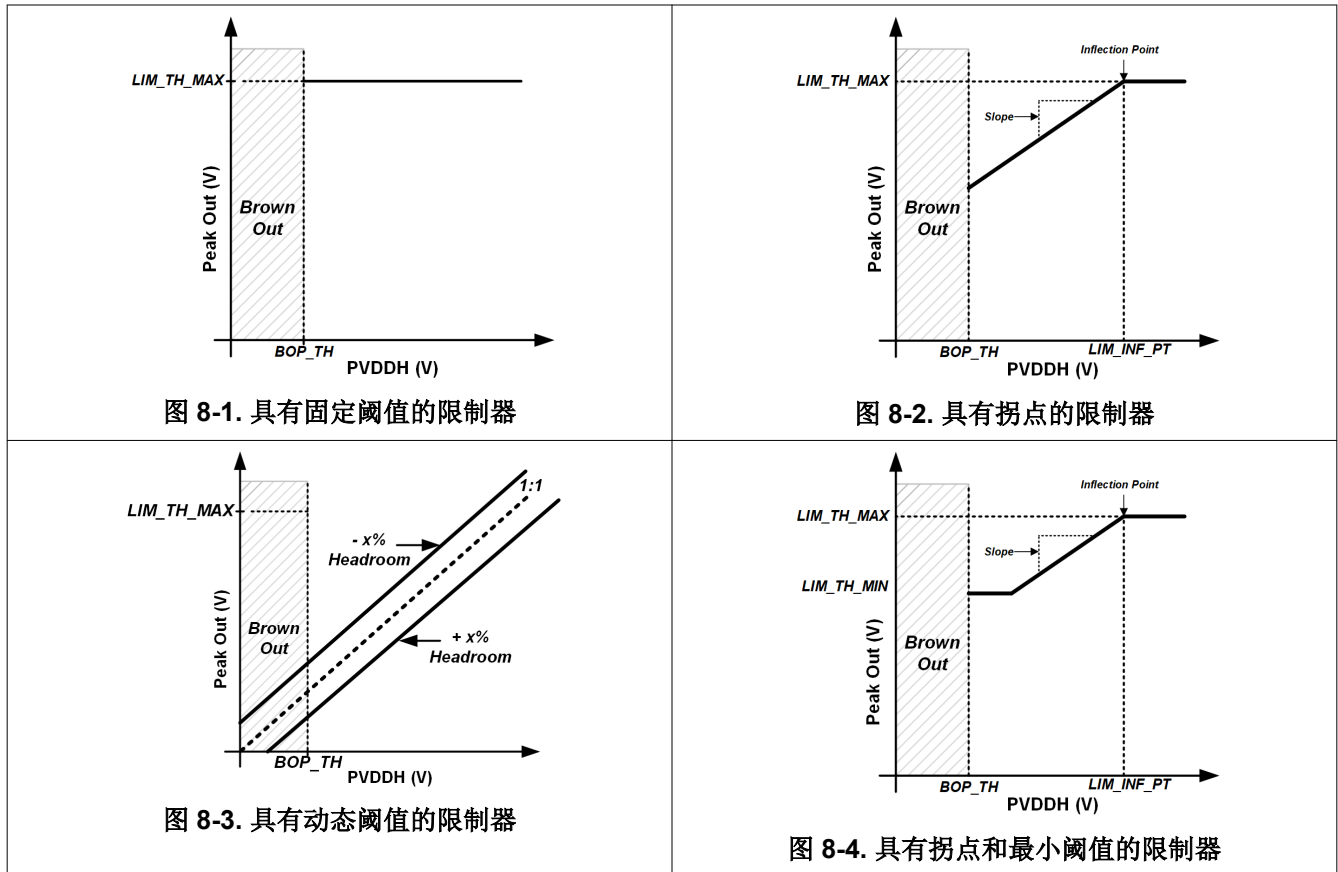 LIM_TH_MAX
Peak Out (V)
Brown
Out
BOP_TH
PVDDH (V)
图 8-1. 具有固定阈值的限制器
Inflection Point
LIM_TH_MAX
Slope
Peak Out (V)
Brown
Out
BOP_TH
LIM_INF_PT
PVDDH (V)
图 8-2. 具有拐点的限制器
1:1
LIM_TH_MAX
- x%
Headroom
Peak Out (V)
Brown
Out
+ x%
Headroom
BOP_TH
PVDDH (V)
图 8-3. 具有动态阈值的限制器
Inflection Point
LIM_TH_MAX
Slope
LIM_TH_MIN
Peak Out (V)
Brown
Out
BOP_TH
LIM_INF_PT
PVDDH (V)
图 8-4. 具有拐点和最小阈值的限制器